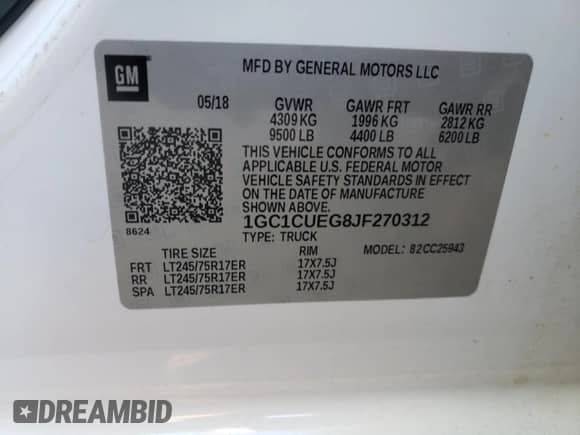 GM
MFD BY GENERAL MOTORS LLC
05/18 GVWR GAWR FRT GAWR RR
4309 KG 1996 KG 2812 KG
9500 LB 4400 LB 6200 LB
THIS VEHICLE CONFORMS TO ALL
APPLICABLE U.S. FEDERAL MOTOR
VEHICLE SAFETY STANDARDS IN EFFECT
ON THE DATE OF MANUFACTURE
SHOWN ABOVE.
8624
1GC1CUEG8JF270312
TYPE: TRUCK MODEL: 82CC25943
TIRE SIZE RIM
FRT LT245/75R17ER 17X7.5J
RR LT245/75R17ER 17X7.5J
SPA LT245/75R17ER 17X7.5J
DREAMBID